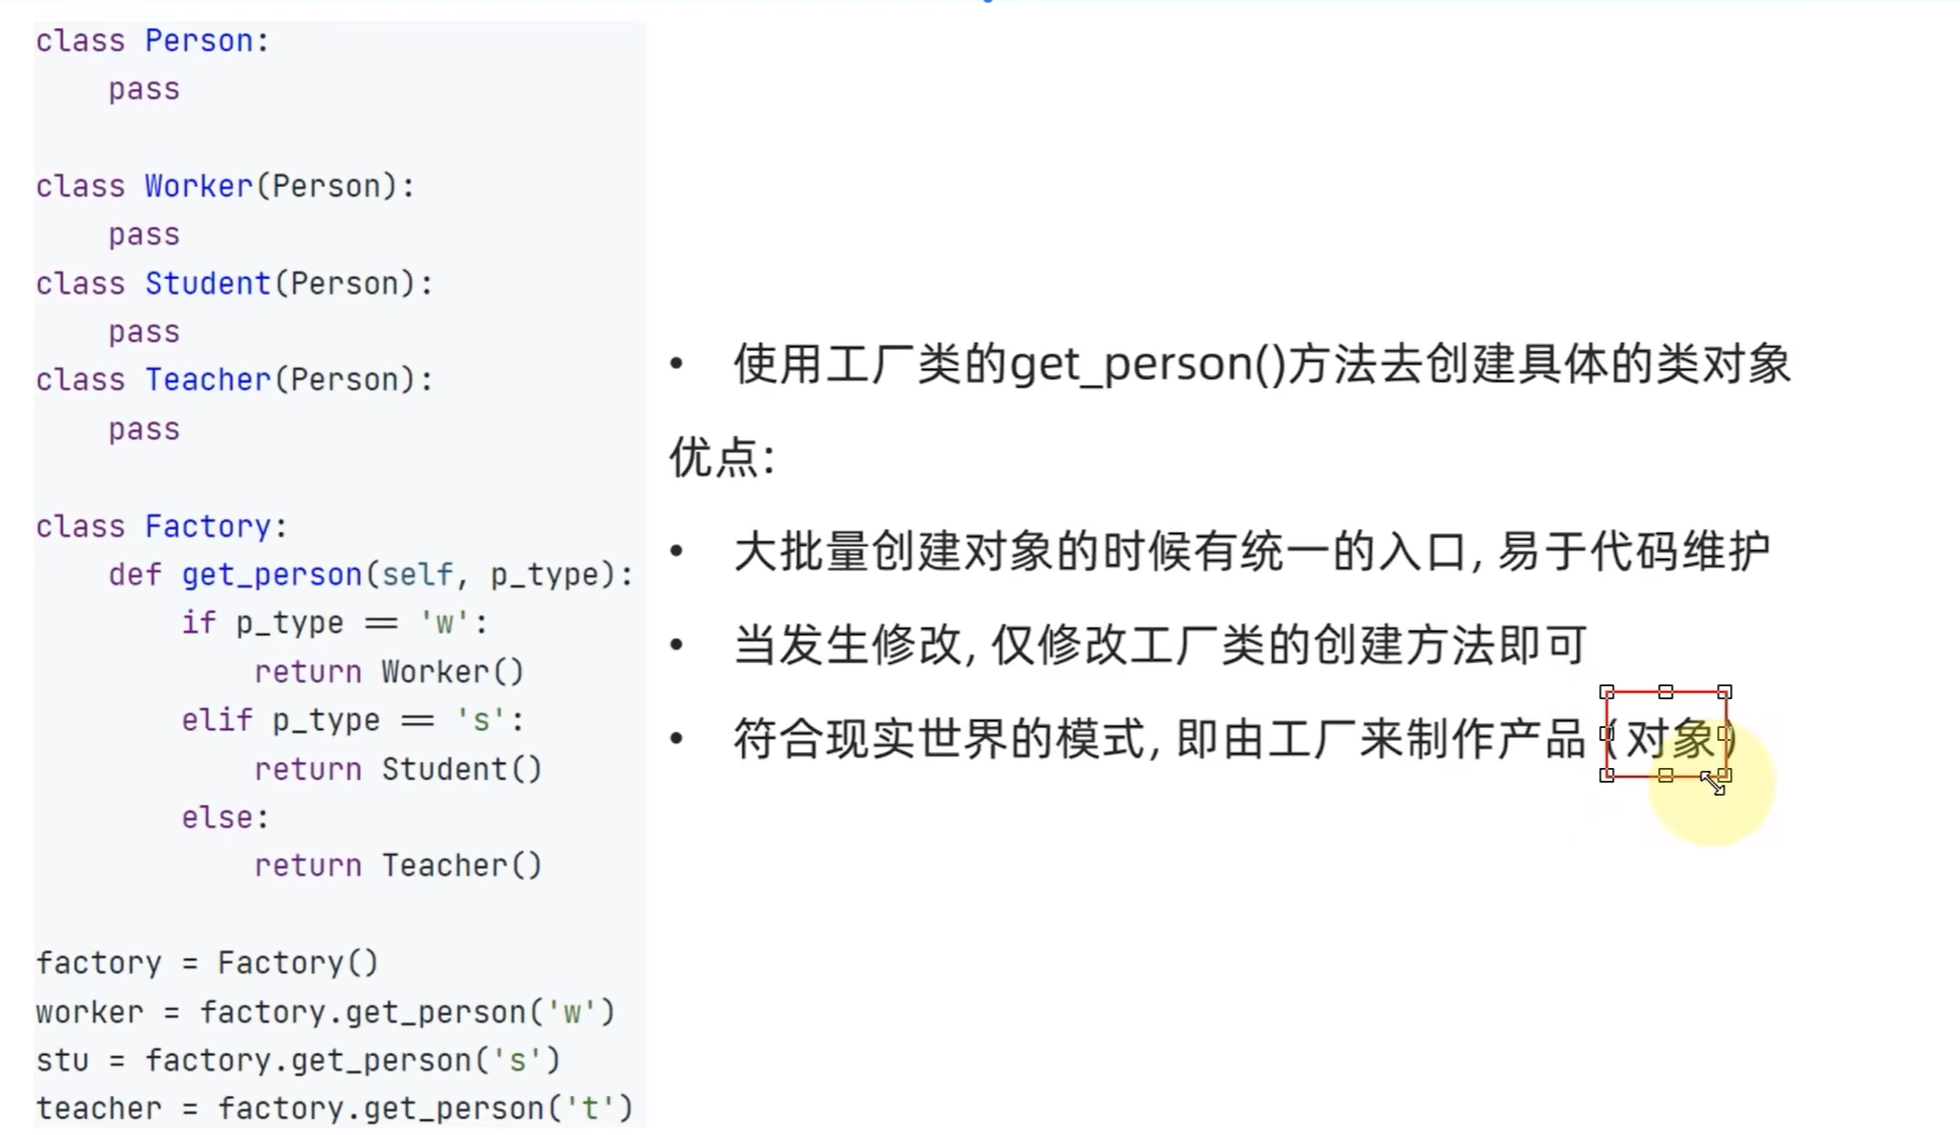 class Person:
    pass

class Worker(Person):
    pass
class Student(Person):
    pass
class Teacher(Person):
    pass

class Factory:
    def get_person(self, p_type):
        if p_type == 'w':
            return Worker()
        elif p_type == 's':
            return Student()
        else:
            return Teacher()

factory = Factory()
worker = factory.get_person('w')
stu = factory.get_person('s')
teacher = factory.get_person('t')
• 使用工厂类的get_person()方法去创建具体的类对象
优点:
• 大批量创建对象的时候有统一的入口, 易于代码维护
• 当发生修改, 仅修改工厂类的创建方法即可
• 符合现实世界的模式, 即由工厂来制作产品 (对象)